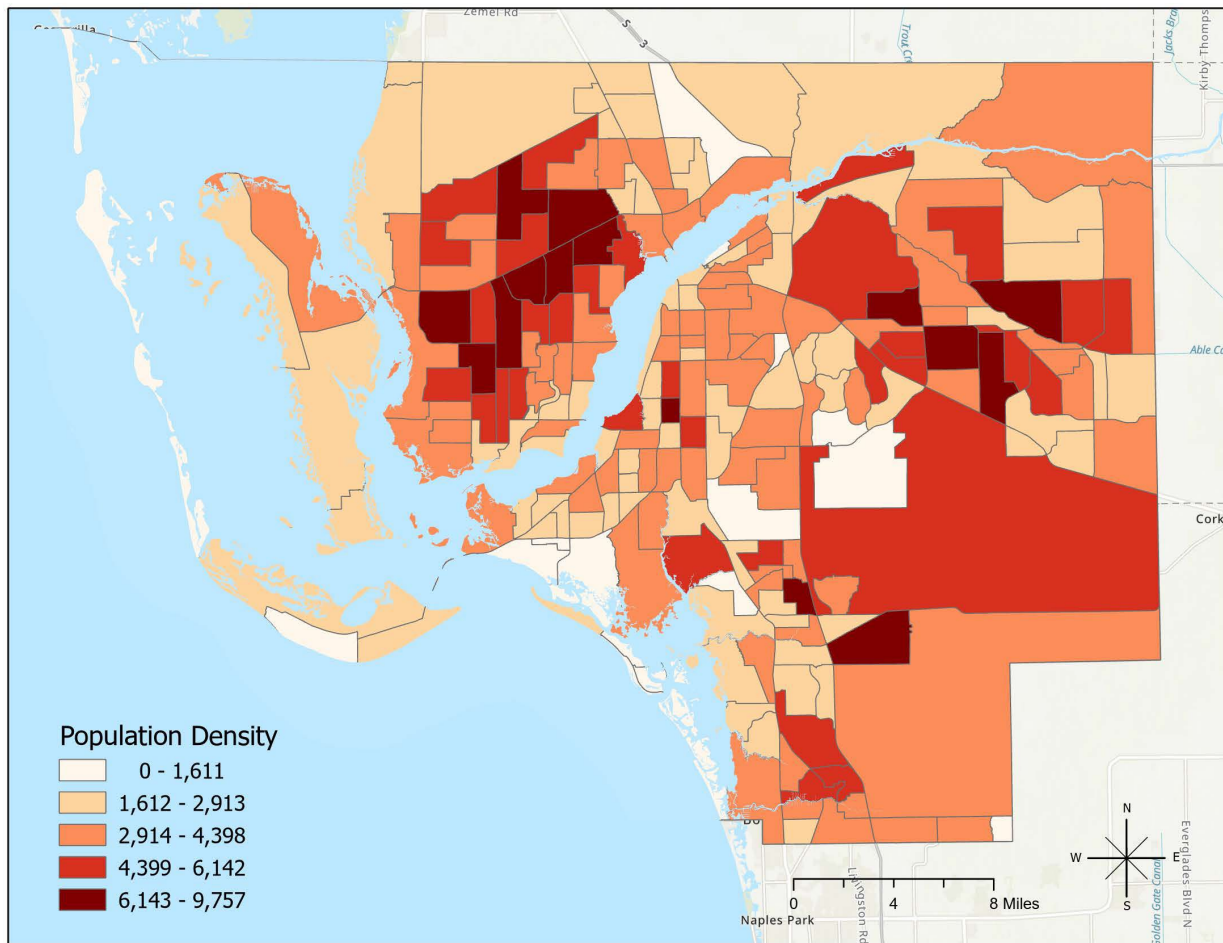 Zemel Rd
S 3
Trout Cr
Jacks Bra
Kirby Thomps
Able Ca
Cork
Population Density
0 - 1,611
1,612 - 2,913
2,914 - 4,398
4,399 - 6,142
6,143 - 9,757
Bo
Naples Park
Livingston Rd
0 4 8 Miles
N
W E
S
Everglades Blvd N
Golden Gate Canal